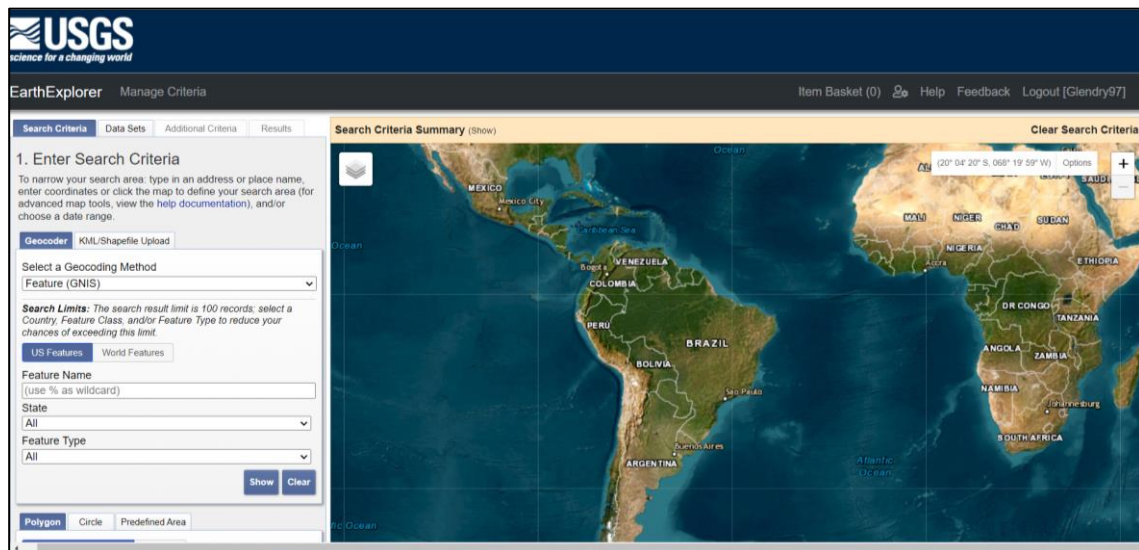 USGS
science for a changing world
EarthExplorer Manage Criteria Item Basket (0) Help Feedback Logout [Glendry97]
Search Criteria Data Sets Additional Criteria Results
1. Enter Search Criteria
To narrow your search area: type in an address or place name,
enter coordinates or click the map to define your search area (for
advanced map tools, view the help documentation), and/or
choose a date range.
Geocoder KML/Shapefile Upload
Select a Geocoding Method
Feature (GNIS)
Search Limits: The search result limit is 100 records; select a
Country, Feature Class, and/or Feature Type to reduce your
chances of exceeding this limit.
US Features World Features
Feature Name
(use % as wildcard)
State
All
Feature Type
All
Show Clear
Polygon Circle Predefined Area
Search Criteria Summary (Show) Clear Search Criteria
(20° 04' 20" S, 068° 19' 59" W) Options
+
−
Ocean
MEXICO
Mexico City
Caribbean Sea
Ocean
MALI NIGER CHAD SUDAN
NIGERIA
ETHIOPIA
Accra
Bogota
VENEZUELA
COLOMBIA
DR CONGO
TANZANIA
PERU
BRAZIL
BOLIVIA
ANGOLA
ZAMBIA
NAMIBIA
Sao Paulo
Johannesburg
SOUTH AFRICA
Buenos Aires
ARGENTINA
Atlantic
Ocean
fic Ocean